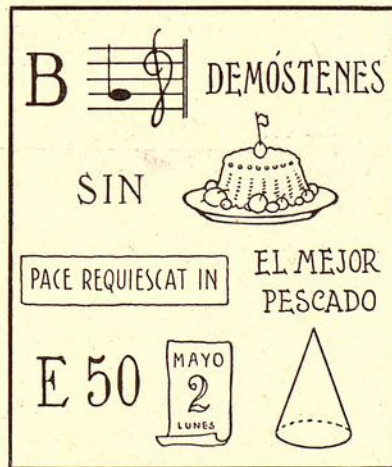 B DEMÓSTENES
SIN
PACE REQUIESCAT IN
EL MEJOR
PESCADO
E 50
MAYO
2
LUNES